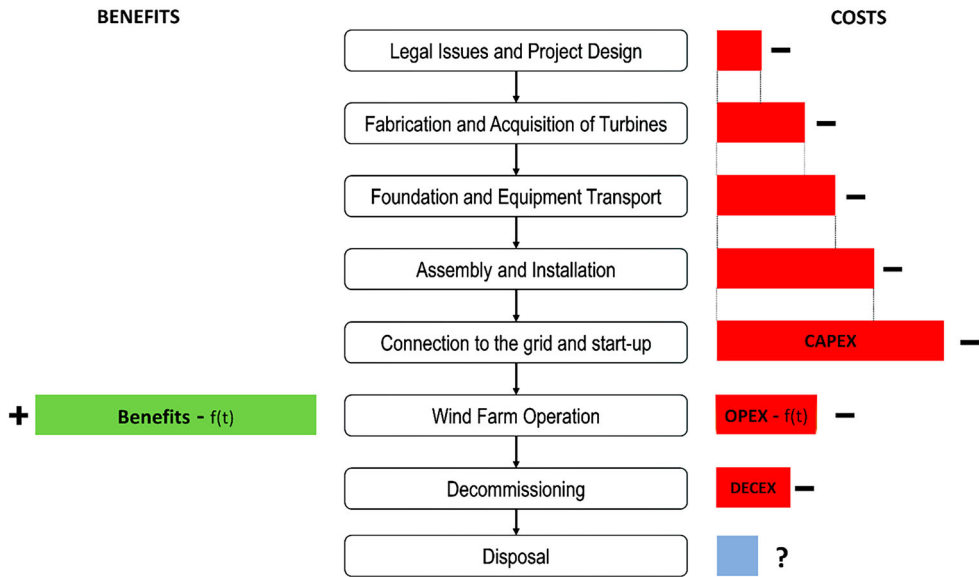 BENEFITS
COSTS
Legal Issues and Project Design
−
Fabrication and Acquisition of Turbines
−
Foundation and Equipment Transport
−
Assembly and Installation
−
Connection to the grid and start-up
CAPEX
−
+
Benefits - f(t)
Wind Farm Operation
OPEX - f(t)
−
Decommissioning
DECEX
−
Disposal
?